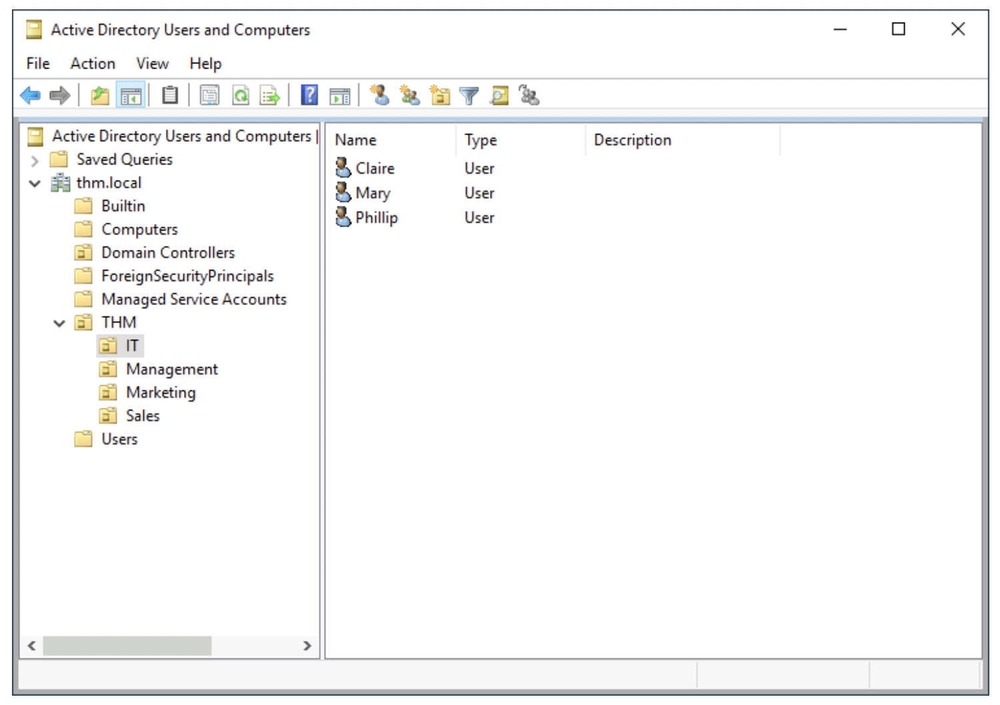 Active Directory Users and Computers
File Action View Help
Active Directory Users and Computers
Saved Queries
thm.local
Builtin
Computers
Domain Controllers
ForeignSecurityPrincipals
Managed Service Accounts
THM
IT
Management
Marketing
Sales
Users
Name Type Description
Claire User
Mary User
Phillip User